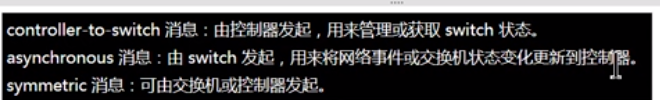 controller-to-switch 消息：由控制器发起，用来管理或获取 switch 状态。
asynchronous 消息：由 switch 发起，用来将网络事件或交换机状态变化更新到控制器。
symmetric 消息：可由交换机或控制器发起。